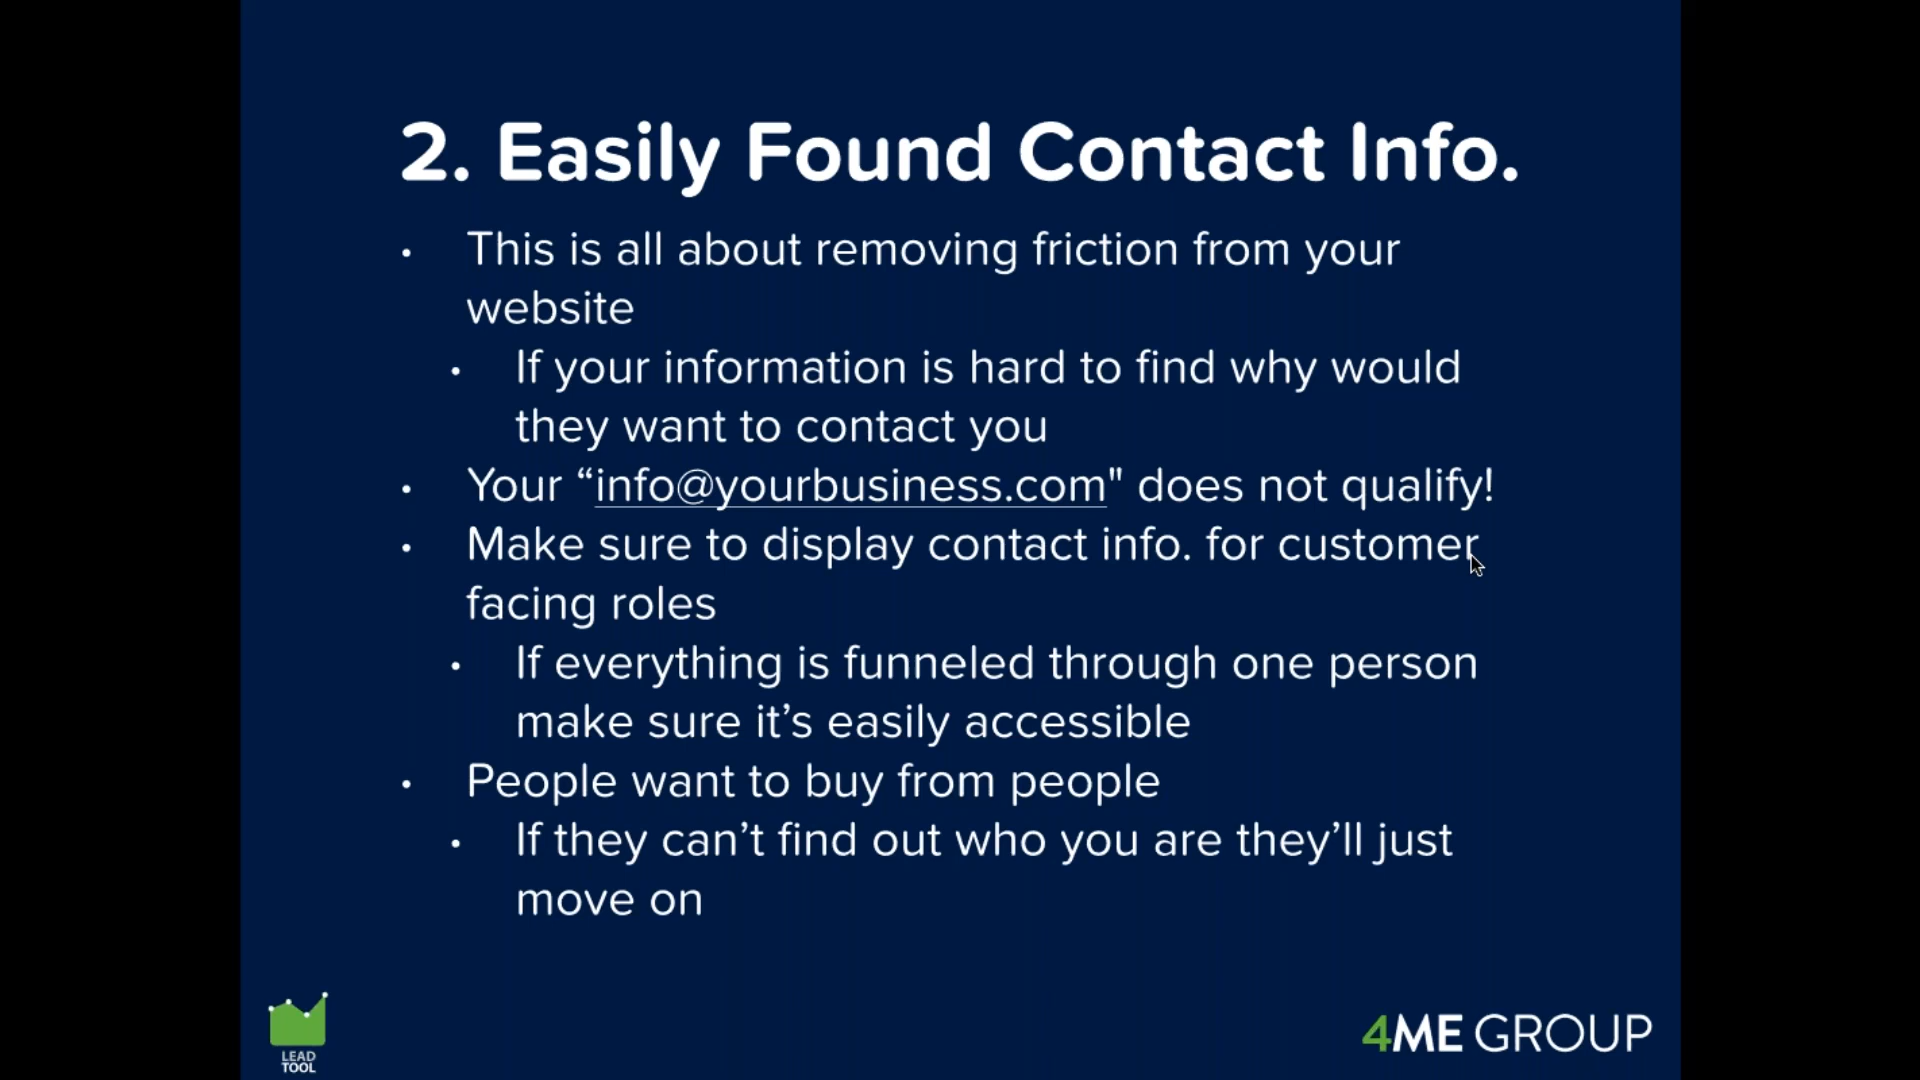 2. Easily Found Contact Info.
• This is all about removing friction from your
website
• If your information is hard to find why would
they want to contact you
• Your “info@yourbusiness.com" does not qualify!
• Make sure to display contact info. for customer
facing roles
• If everything is funneled through one person
make sure it’s easily accessible
• People want to buy from people
• If they can’t find out who you are they’ll just
move on
LEAD
TOOL
4ME GROUP